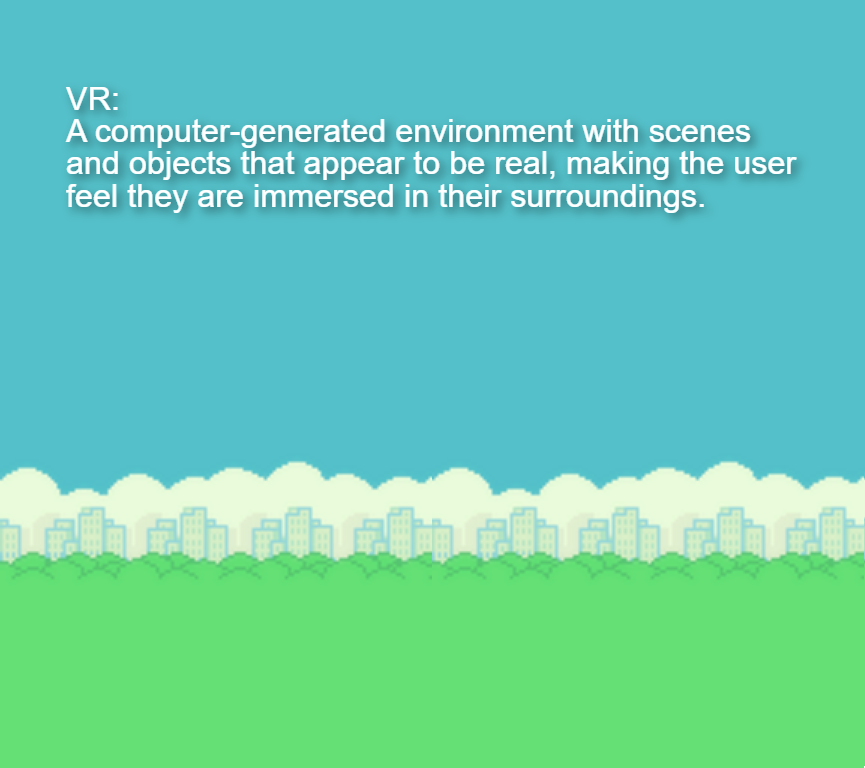 VR:
A computer-generated environment with scenes
and objects that appear to be real, making the user
feel they are immersed in their surroundings.